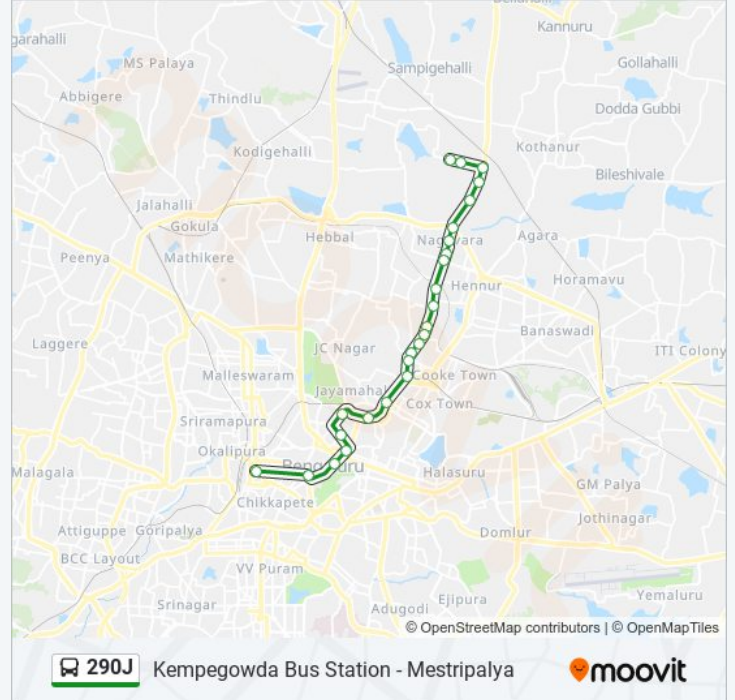 Kannuru
garahalli
MS Palaya
Sampigehalli
Gollahalli
Abbigere
Thindlu
Dodda Gubbi
Kodigehalli
Kothanur
Bileshivale
Jalahalli
Gokula
Hebbal
Agara
Peenya
Mathikere
Hennur
Horamavu
Banaswadi
Laggere
JC Nagar
ITI Colony
Malleswaram
Cooke Town
Cox Town
Sriramapura
Okalipura
Malagala
Halasuru
GM Palya
Chikkapete
Jothinagar
Attiguppe
Goripalya
Domlur
BCC Layout
VV Puram
Yemaluru
Srinagar
Adugodi
Ejipura
© OpenStreetMap contributors | © OpenMapTiles
290J
Kempegowda Bus Station - Mestripalya
moovit